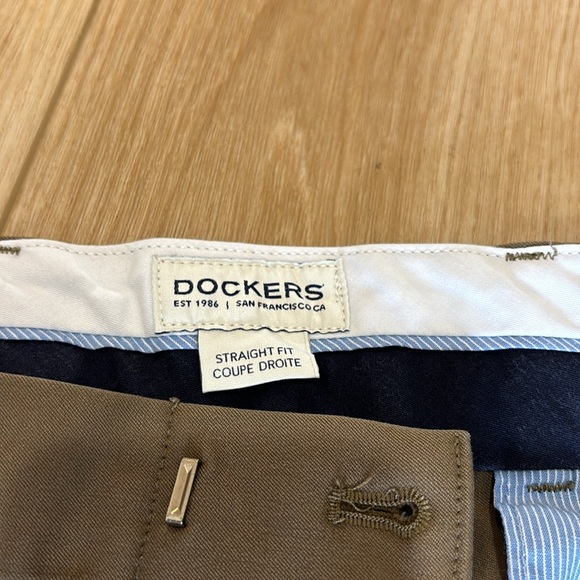 DOCKERS
EST 1986 | SAN FRANCISCO CA
STRAIGHT FIT
COUPE DROITE